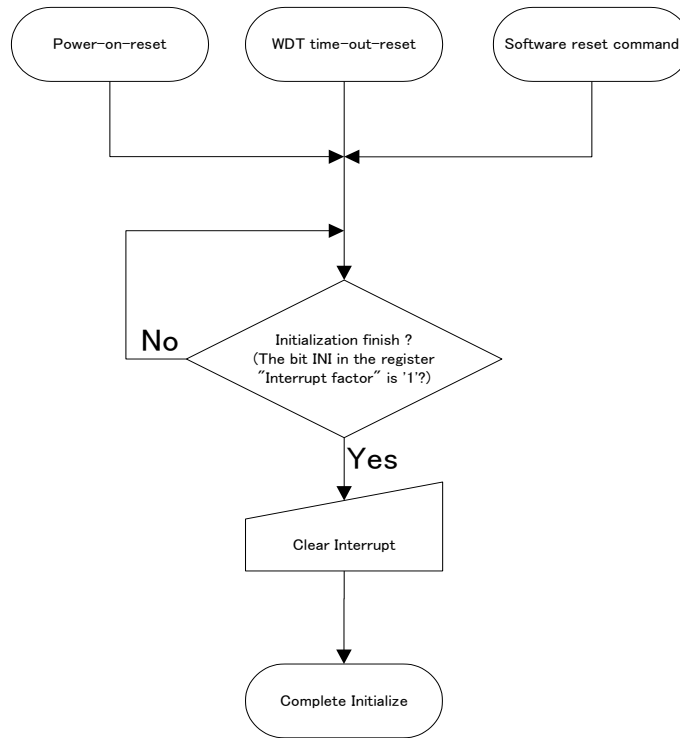 Power-on-reset
WDT time-out-reset
Software reset command
Initialization finish ?
(The bit INI in the register
"Interrupt factor" is '1'?)
No
Yes
Clear Interrupt
Complete Initialize